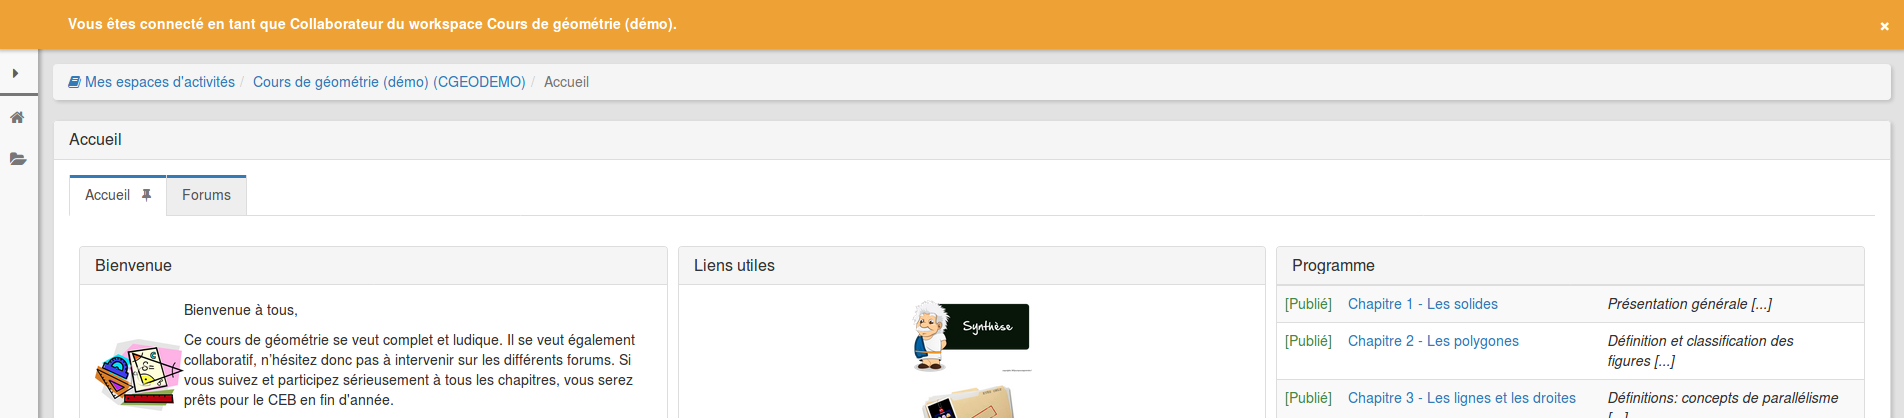 Vous êtes connecté en tant que Collaborateur du workspace Cours de géométrie (démo).
×
Mes espaces d'activités / Cours de géométrie (démo) (CGEODEMO) / Accueil
Accueil
Accueil Forums
Bienvenue
Bienvenue à tous,
Ce cours de géométrie se veut complet et ludique. Il se veut également
collaboratif, n'hésitez donc pas à intervenir sur les différents forums. Si
vous suivez et participez sérieusement à tous les chapitres, vous serez
prêts pour le CEB en fin d'année.
Liens utiles
Synthèse
Programme
[Publié] Chapitre 1 - Les solides Présentation générale [...]
[Publié] Chapitre 2 - Les polygones Définition et classification des
figures [...]
[Publié] Chapitre 3 - Les lignes et les droites Définitions: concepts de parallélisme
[...]